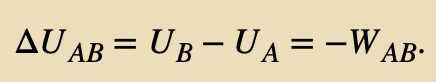 ΔU_AB = U_B − U_A = −W_AB.